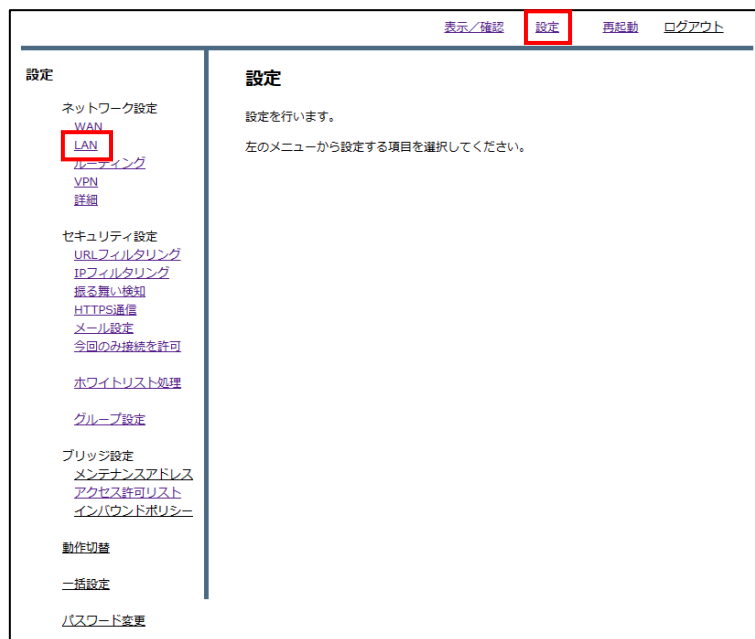 表示／確認 設定 再起動 ログアウト
設定
ネットワーク設定
WAN
LAN
ルーティング
VPN
詳細
セキュリティ設定
URLフィルタリング
IPフィルタリング
振る舞い検知
HTTPS通信
メール設定
今回のみ接続を許可
ホワイトリスト処理
グループ設定
ブリッジ設定
メンテナンスアドレス
アクセス許可リスト
インバウンドポリシー
動作切替
一括設定
パスワード変更
設定
設定を行います。
左のメニューから設定する項目を選択してください。